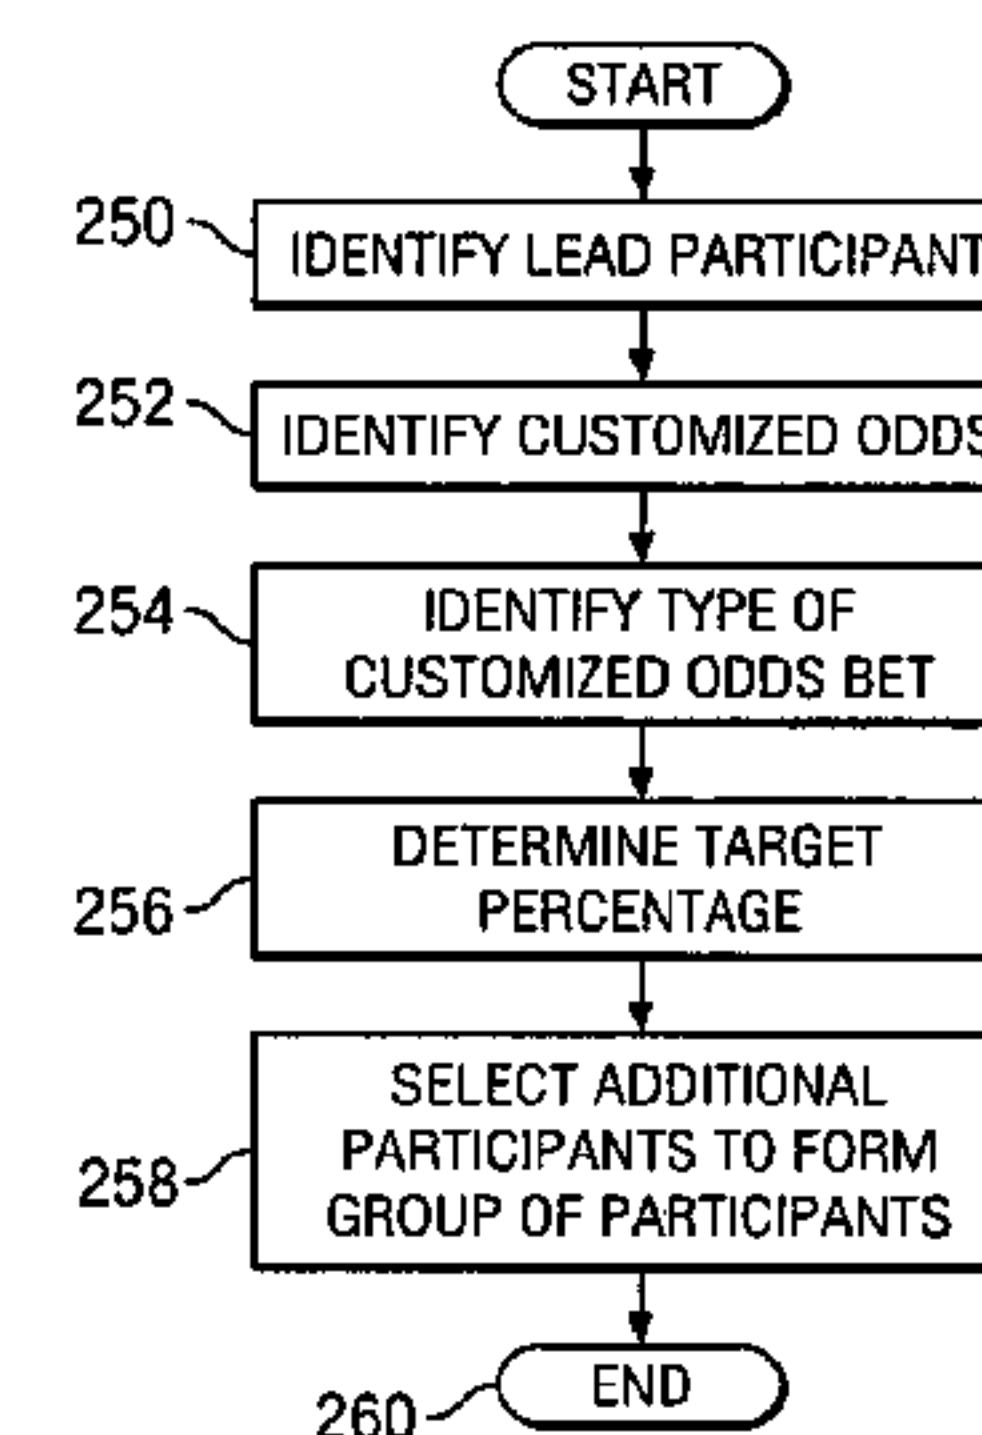 START
250
IDENTIFY LEAD PARTICIPANT
252
IDENTIFY CUSTOMIZED ODDS
254
IDENTIFY TYPE OF
CUSTOMIZED ODDS BET
256
DETERMINE TARGET
PERCENTAGE
258
SELECT ADDITIONAL
PARTICIPANTS TO FORM
GROUP OF PARTICIPANTS
END
260